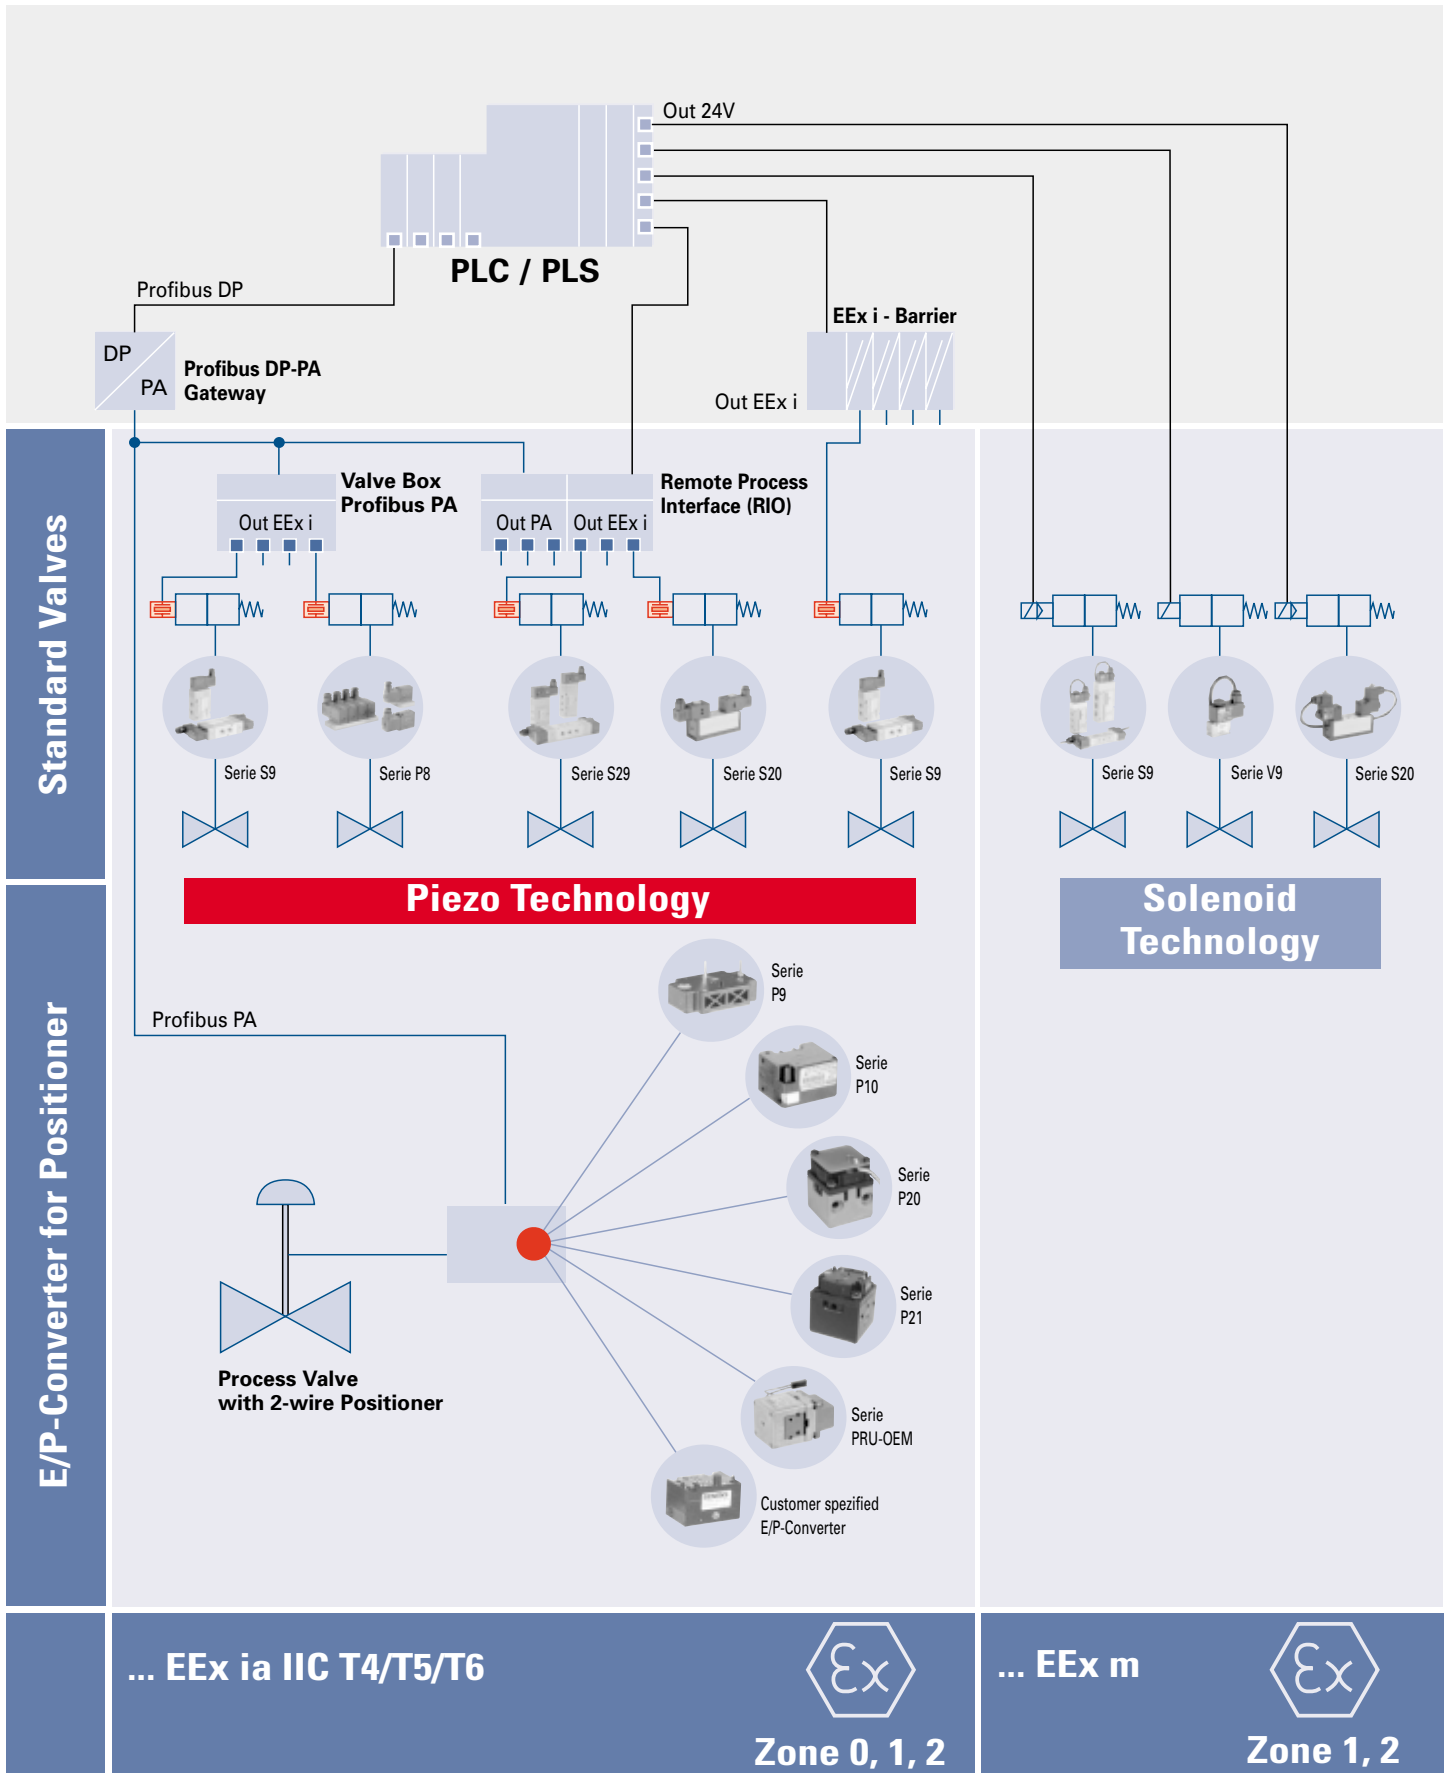 Out 24V
PLC / PLS
Profibus DP
EEx i - Barrier
DP
PA
Profibus DP-PA
Gateway
Out EEx i
Standard Valves
Valve Box
Profibus PA
Out EEx i
Out PA
Out EEx i
Remote Process
Interface (RIO)
Serie S9
Serie P8
Serie S29
Serie S20
Serie S9
Serie S9
Serie V9
Serie S20
Piezo Technology
Solenoid
Technology
E/P-Converter for Positioner
Profibus PA
Serie
P9
Serie
P10
Serie
P20
Serie
P21
Serie
PRU-OEM
Customer spezified
E/P-Converter
Process Valve
with 2-wire Positioner
... EEx ia IIC T4/T5/T6
Ex
Zone 0, 1, 2
... EEx m
Ex
Zone 1, 2